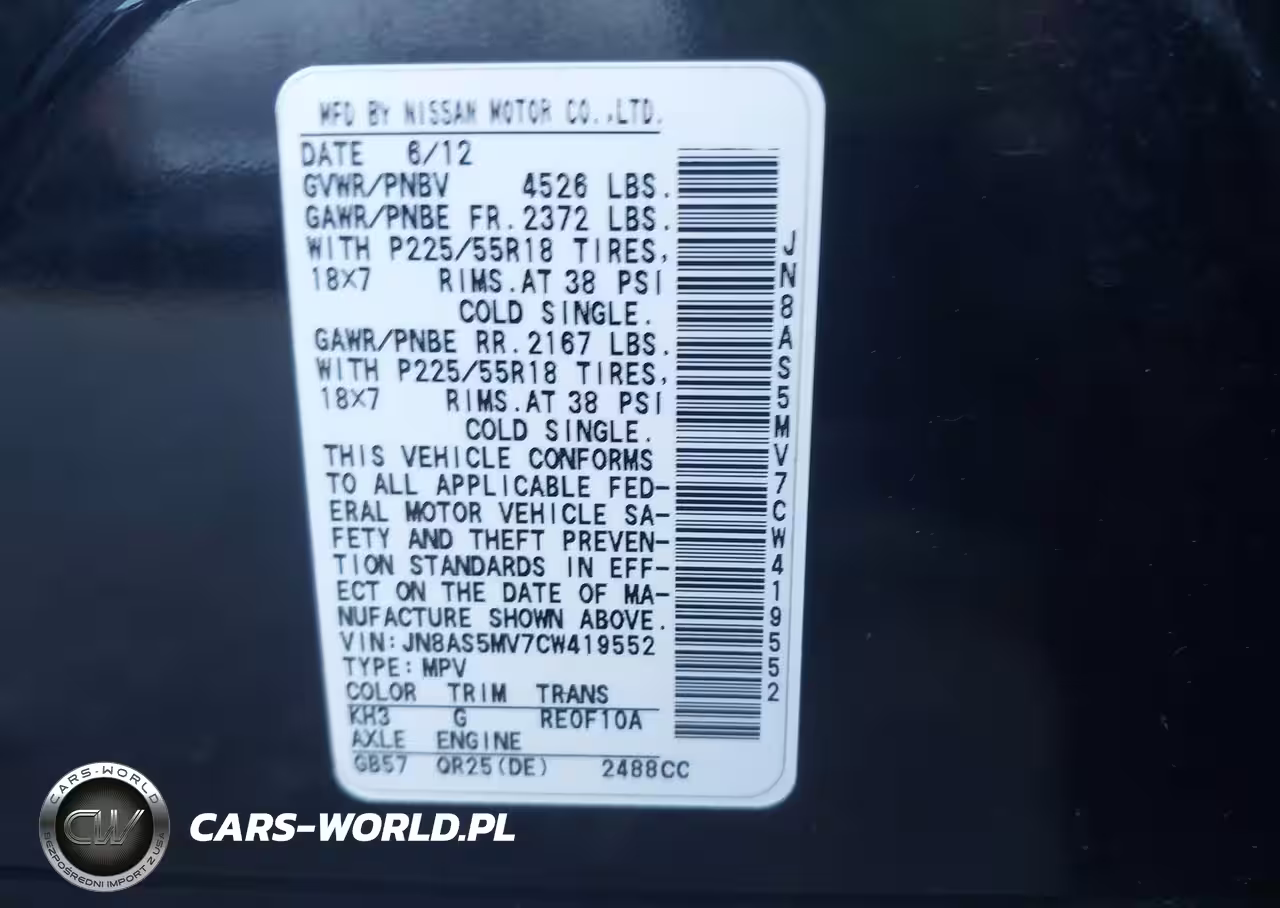 MFD BY NISSAN MOTOR CO.,LTD.
DATE 6/12
GVWR/PNBV 4526 LBS.
GAWR/PNBE FR.2372 LBS.
WITH P225/55R18 TIRES,
18X7 RIMS.AT 38 PSI
COLD SINGLE.
GAWR/PNBE RR.2167 LBS.
WITH P225/55R18 TIRES,
18X7 RIMS.AT 38 PSI
COLD SINGLE.
THIS VEHICLE CONFORMS
TO ALL APPLICABLE FED-
ERAL MOTOR VEHICLE SA-
FETY AND THEFT PREVEN-
TION STANDARDS IN EFF-
ECT ON THE DATE OF MA-
NUFACTURE SHOWN ABOVE.
VIN:JN8AS5MV7CW419552
TYPE:MPV
COLOR TRIM TRANS
KH3 G RE0F10A
AXLE ENGINE
GB57 QR25(DE) 2488CC
JN8AS5MV7CW419552
CARS-WORLD
CW
BEZPOŚREDNI IMPORT Z USA
CARS-WORLD.PL